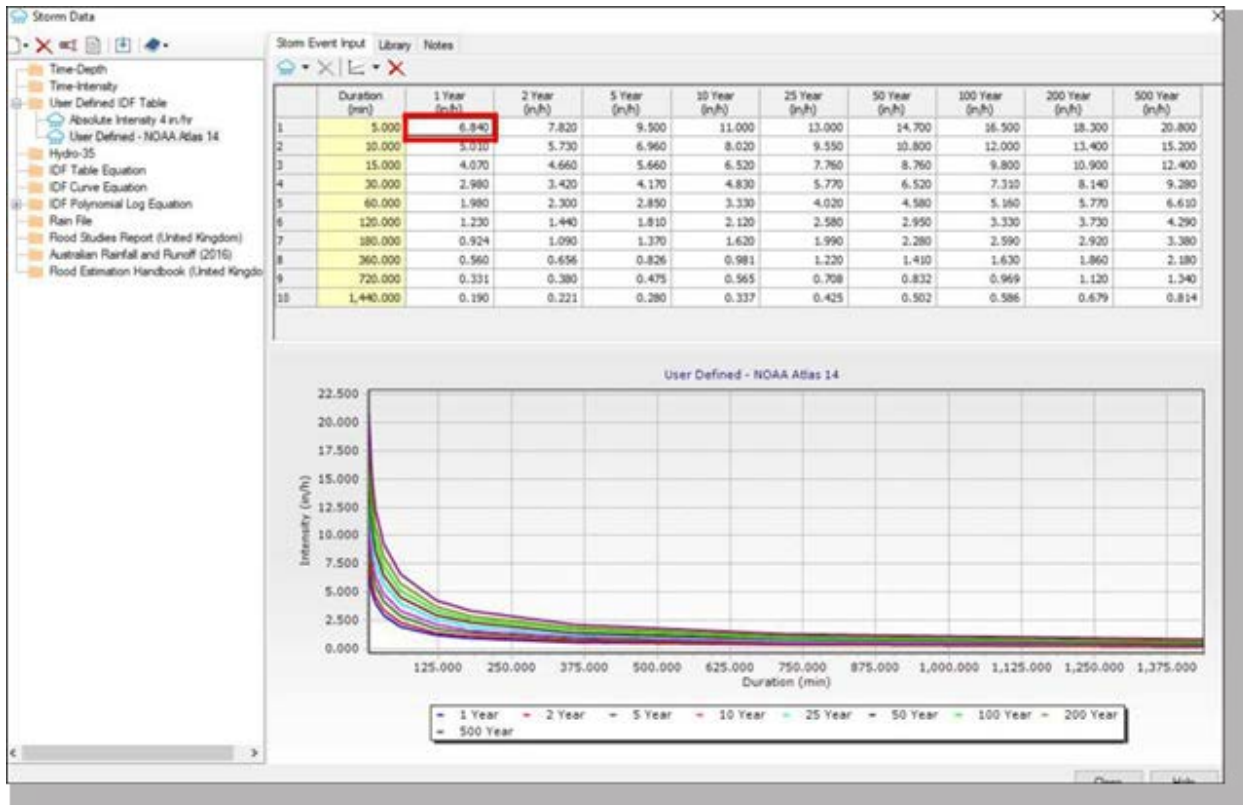 Storm Data
Storm Event Input Library Notes
Time-Depth
Time-Intensity
User Defined IDF Table
Absolute Intensity 4 in/hr
User Defined - NOAA Atlas 14
Hydro-35
IDF Table Equation
IDF Curve Equation
IDF Polynomial Log Equation
Rain File
Flood Studies Report (United Kingdom)
Australian Rainfall and Runoff (2016)
Flood Estimation Handbook (United Kingdo
Duration (min) 1 Year (in/h) 2 Year (in/h) 5 Year (in/h) 10 Year (in/h) 25 Year (in/h) 50 Year (in/h) 100 Year (in/h) 200 Year (in/h) 500 Year (in/h)
1 5.000 6.840 7.820 9.500 11.000 13.000 14.700 16.500 18.300 20.800
2 10.000 5.010 5.730 6.960 8.020 9.550 10.800 12.000 13.400 15.200
3 15.000 4.070 4.660 5.660 6.520 7.760 8.760 9.800 10.900 12.400
4 30.000 2.980 3.420 4.170 4.830 5.770 6.520 7.310 8.140 9.280
5 60.000 1.980 2.300 2.850 3.330 4.020 4.580 5.160 5.770 6.610
6 120.000 1.230 1.440 1.810 2.120 2.580 2.950 3.330 3.730 4.290
7 180.000 0.924 1.090 1.370 1.620 1.990 2.280 2.590 2.920 3.380
8 360.000 0.560 0.656 0.826 0.981 1.220 1.410 1.630 1.860 2.180
9 720.000 0.331 0.380 0.475 0.565 0.708 0.832 0.969 1.120 1.340
10 1,440.000 0.190 0.221 0.280 0.337 0.425 0.502 0.586 0.679 0.814
User Defined - NOAA Atlas 14
22.500
20.000
17.500
15.000
12.500
10.000
7.500
5.000
2.500
0.000
Intensity (in/h)
125.000 250.000 375.000 500.000 625.000 750.000 875.000 1,000.000 1,125.000 1,250.000 1,375.000
Duration (min)
1 Year 2 Year 5 Year 10 Year 25 Year 50 Year 100 Year 200 Year
500 Year